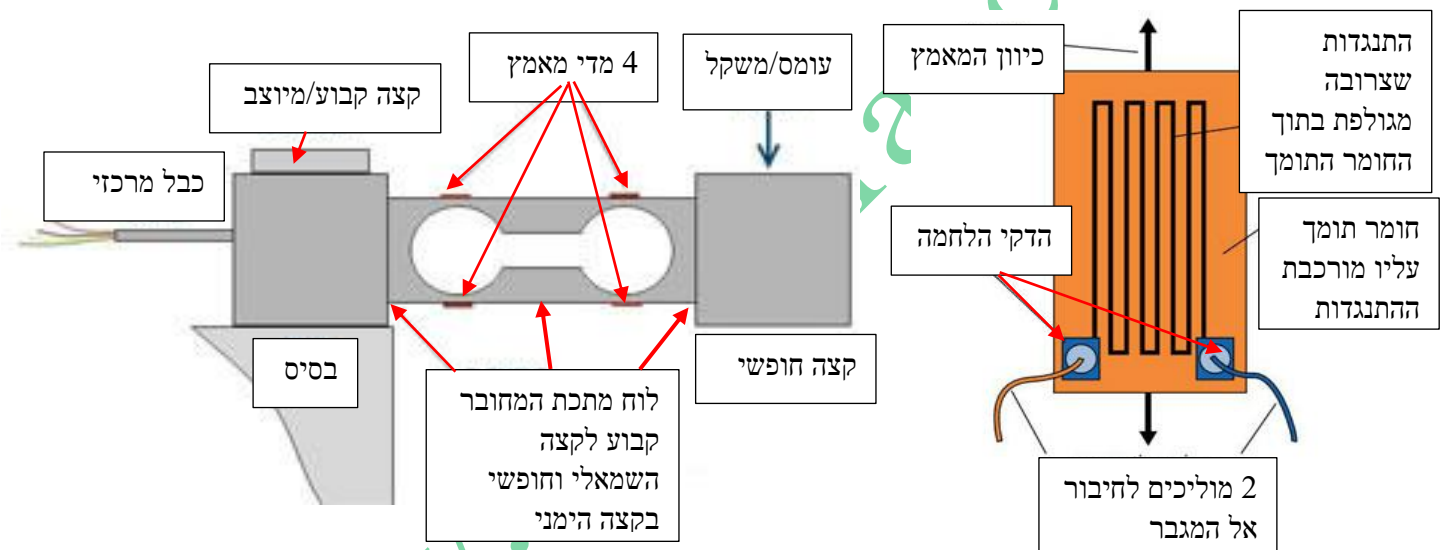 קצה קבוע/מיוצב
4 מדי מאמץ
עומס/משקל
כבל מרכזי
בסיס
לוח מתכת המחובר
קבוע לקצה
השמאלי וחופשי
בקצה הימני
קצה חופשי
כיוון המאמץ
התנגדות
שצרובה
מגולפת בתוך
החומר התומך
הדקי הלחמה
חומר תומך
עליו מורכבת
ההתנגדות
2 מוליכים לחיבור
אל המגבר